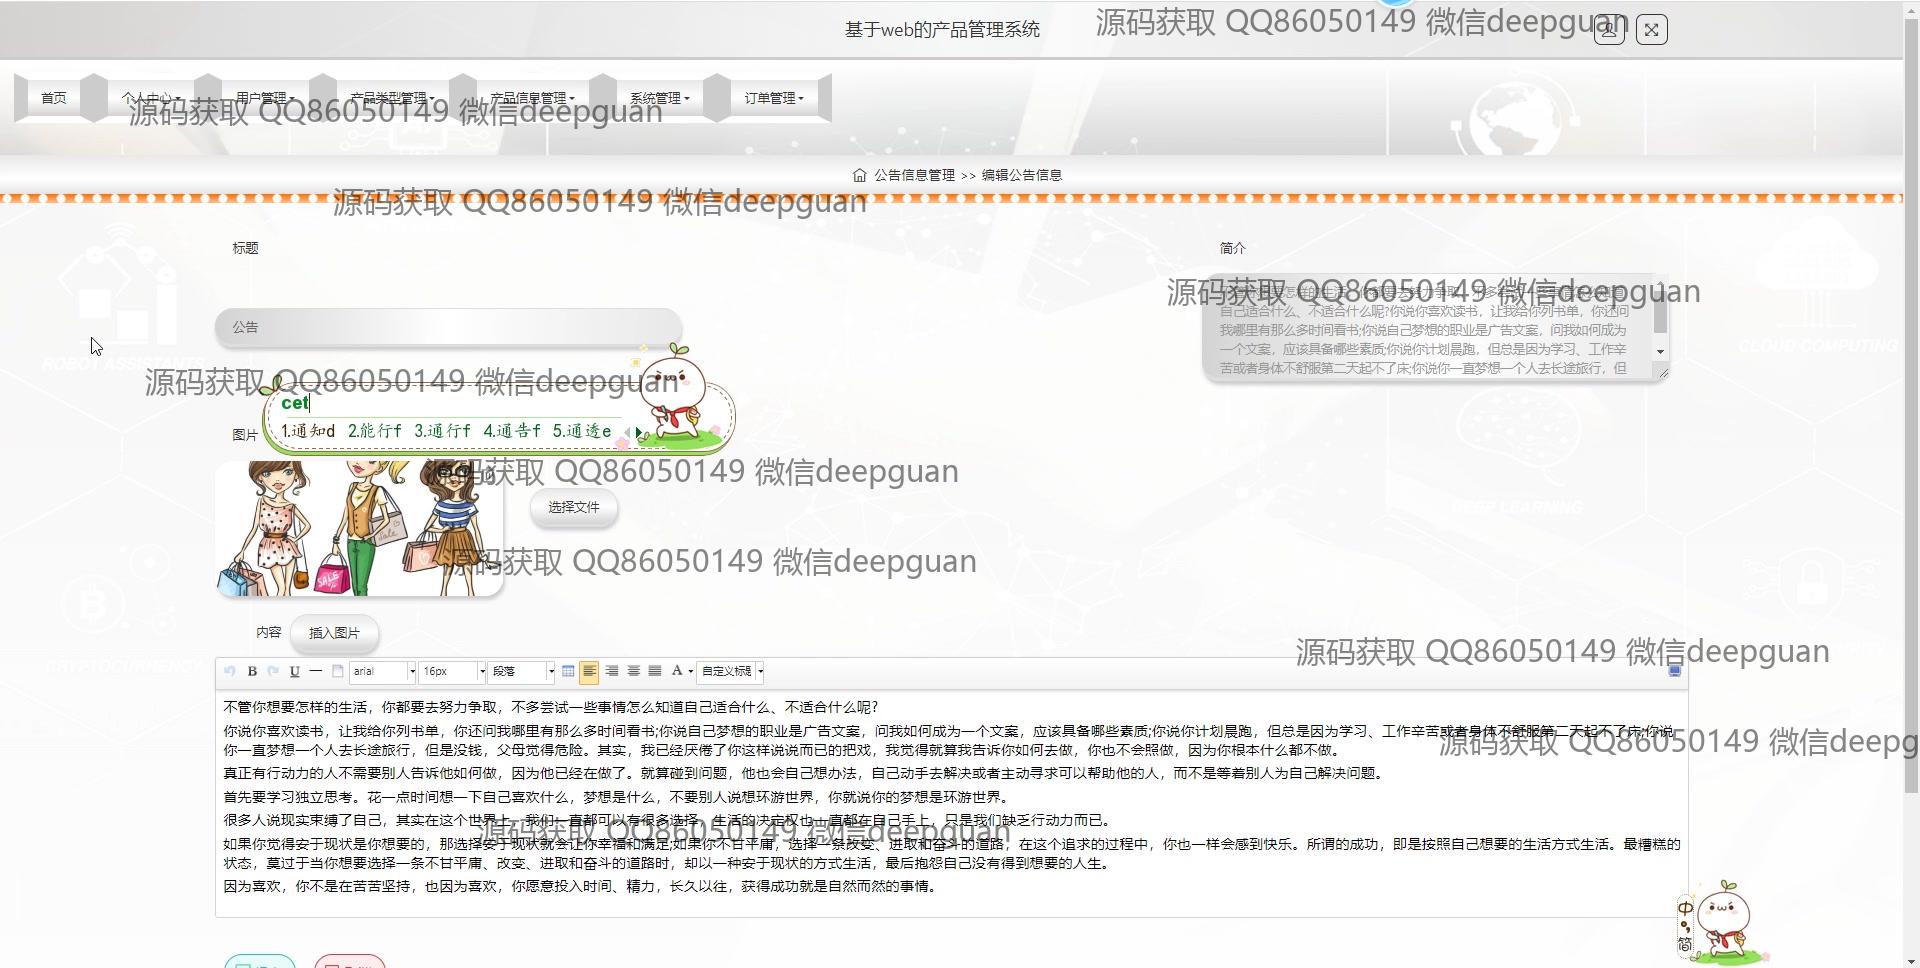 基于web的产品管理系统
源码获取 QQ86050149 微信deepguan
首页
个人中心
用户管理
产品类型管理
产品信息管理
系统管理
订单管理
源码获取 QQ86050149 微信deepguan
公告信息管理 >> 编辑公告信息
源码获取 QQ86050149 微信deepguan
标题
简介
源码获取 QQ86050149 微信deepguan
自己适合什么、不适合什么呢?你说你喜欢读书，让我给你列书单，你还问
我哪里有那么多时间看书;你说自己梦想的职业是广告文案，问我如何成为
一个文案，应该具备哪些素质;你说你计划晨跑，但总是因为学习、工作辛
苦或者身体不舒服第二天起不了床;你说你一直梦想一个人去长途旅行，但
公告
ROBOT ASSISTANTS
CLOUD COMPUTING
源码获取 QQ86050149 微信deepguan
cet
1.通知d 2.能行f 3.通行f 4.通告f 5.通透e
图片
源码获取 QQ86050149 微信deepguan
选择文件
DEEP LEARNING
sale
SALE
源码获取 QQ86050149 微信deepguan
内容
插入图片
源码获取 QQ86050149 微信deepguan
CRYPTOCURRENCY
B U arial 16px 段落 A 自定义标题
不管你想要怎样的生活，你都要去努力争取，不多尝试一些事情怎么知道自己适合什么、不适合什么呢?
你说你喜欢读书，让我给你列书单，你还问我哪里有那么多时间看书;你说自己梦想的职业是广告文案，问我如何成为一个文案，应该具备哪些素质;你说你计划晨跑，但总是因为学习、工作辛苦或者身体不舒服第二天起不了床;你说
你一直梦想一个人去长途旅行，但是没钱，父母觉得危险。其实，我已经厌倦了你这样说说而已的把戏，我觉得就算我告诉你如何去做，你也不会照做，因为你根本什么都不做。
源码获取 QQ86050149 微信deepg
真正有行动力的人不需要别人告诉他如何做，因为他已经在做了。就算碰到问题，他也会自己想办法，自己动手去解决或者主动寻求可以帮助他的人，而不是等着别人为自己解决问题。
首先要学习独立思考。花一点时间想一下自己喜欢什么，梦想是什么，不要别人说想环游世界，你就说你的梦想是环游世界。
很多人说现实束缚了自己，其实在这个世界上，我们一直都可以有很多选择，生活的决定权也一直都在自己手上，只是我们缺乏行动力而已。
源码获取 QQ86050149 微信deepguan
如果你觉得安于现状是你想要的，那选择安于现状就会让你幸福和满足;如果你不甘平庸，选择一条改变、进取和奋斗的道路，在这个追求的过程中，你也一样会感到快乐。所谓的成功，即是按照自己想要的生活方式生活。最糟糕的
状态，莫过于当你想要选择一条不甘平庸、改变、进取和奋斗的道路时，却以一种安于现状的方式生活，最后抱怨自己没有得到想要的人生。
因为喜欢，你不是在苦苦坚持，也因为喜欢，你愿意投入时间、精力，长久以往，获得成功就是自然而然的事情。
中
简